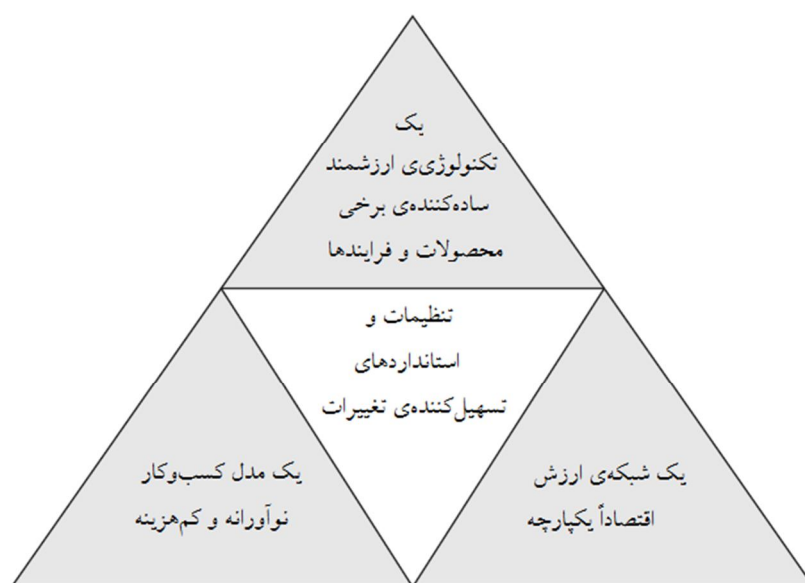 یک
تکنولوژی‌ی ارزشمند
ساده‌کننده‌ی برخی
محصولات و فرایندها
تنظیمات و
استانداردهای
تسهیل‌کننده‌ی تغییرات
یک مدل کسب‌وکار
نوآورانه و کم‌هزینه
یک شبکه‌ی ارزش
اقتصاداً یکپارچه